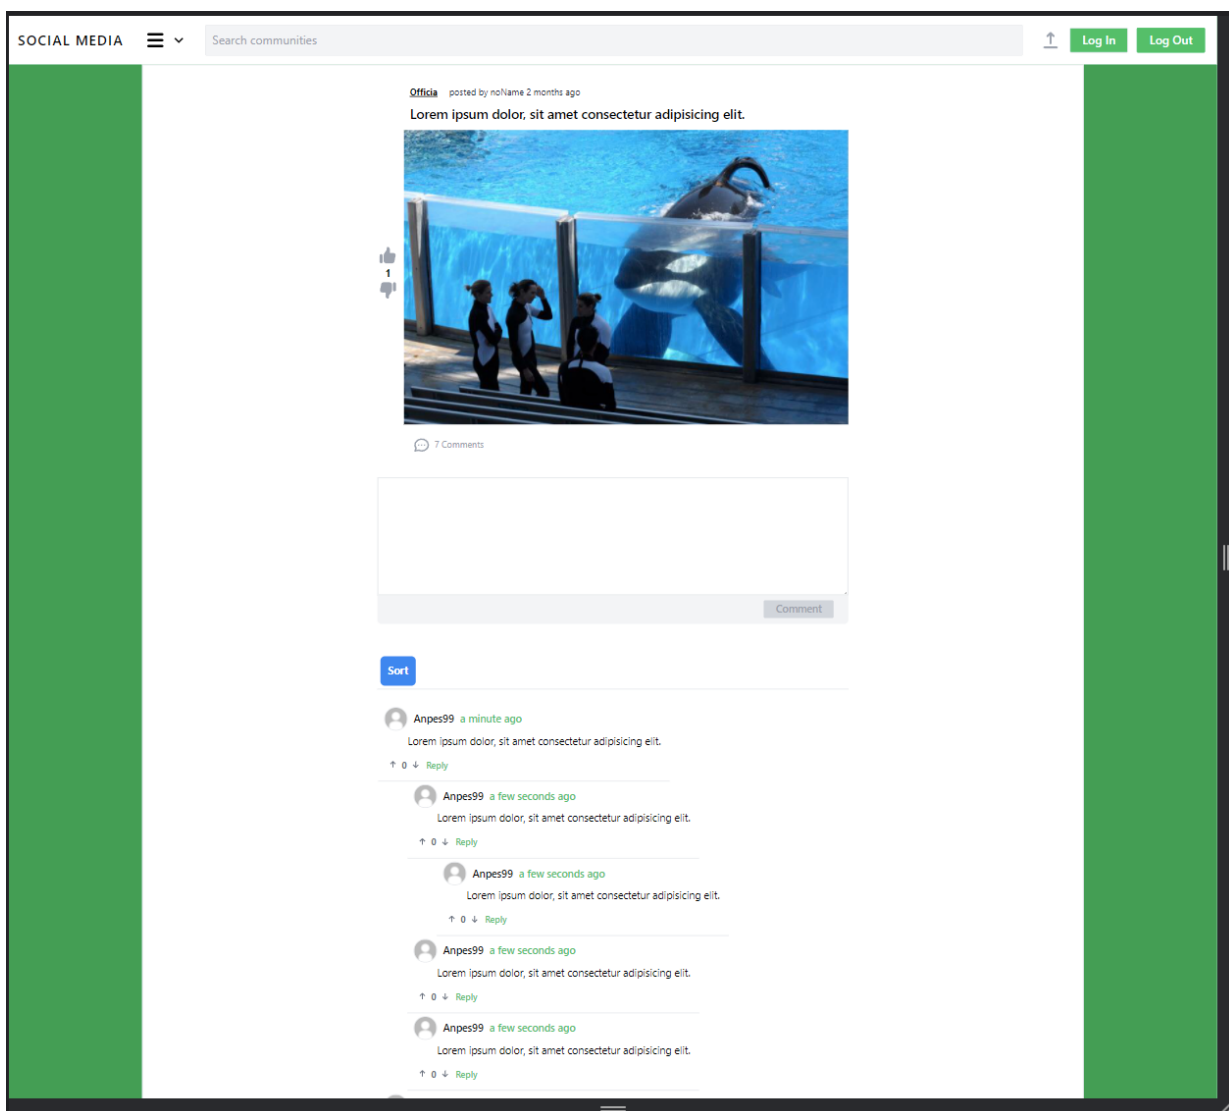 SOCIAL MEDIA Search communities Log In Log Out
Officia posted by noName 2 months ago
Lorem ipsum dolor, sit amet consectetur adipisicing elit.
1
7 Comments
Comment
Sort
Anpes99 a minute ago
Lorem ipsum dolor, sit amet consectetur adipisicing elit.
↑ 0 ↓ Reply
Anpes99 a few seconds ago
Lorem ipsum dolor, sit amet consectetur adipisicing elit.
↑ 0 ↓ Reply
Anpes99 a few seconds ago
Lorem ipsum dolor, sit amet consectetur adipisicing elit.
↑ 0 ↓ Reply
Anpes99 a few seconds ago
Lorem ipsum dolor, sit amet consectetur adipisicing elit.
↑ 0 ↓ Reply
Anpes99 a few seconds ago
Lorem ipsum dolor, sit amet consectetur adipisicing elit.
↑ 0 ↓ Reply